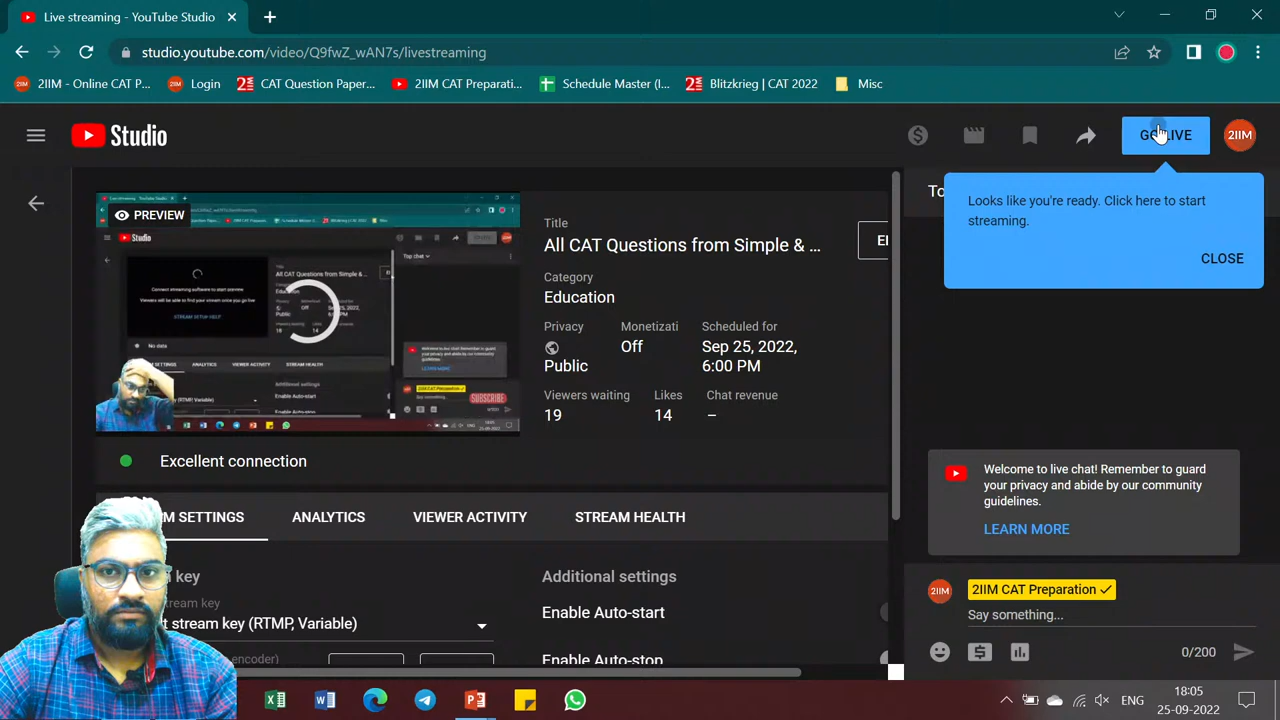 Live streaming - YouTube Studio
studio.youtube.com/video/Q9fwZ_wAN7s/livestreaming
2IIM - Online CAT P... Login CAT Question Paper... 2IIM CAT Preparati... Schedule Master (I... Blitzkrieg | CAT 2022 Misc
Studio
GO LIVE
2IIM
Looks like you're ready. Click here to start
streaming.
CLOSE
PREVIEW
Title
All CAT Questions from Simple & ...
Category
Education
Privacy
Public
Monetizati
Off
Scheduled for
Sep 25, 2022,
6:00 PM
Viewers waiting
19
Likes
14
Chat revenue
–
Excellent connection
SETTINGS
ANALYTICS
VIEWER ACTIVITY
STREAM HEALTH
key
ream key
t stream key (RTMP, Variable)
encoder)
Additional settings
Enable Auto-start
Enable Auto-stop
Welcome to live chat! Remember to guard
your privacy and abide by our community
guidelines.
LEARN MORE
2IIM
2IIM CAT Preparation
Say something...
0/200
ENG
18:05
25-09-2022